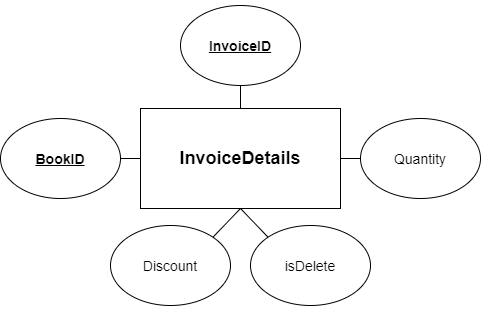 InvoiceID
BookID
InvoiceDetails
Quantity
Discount
isDelete